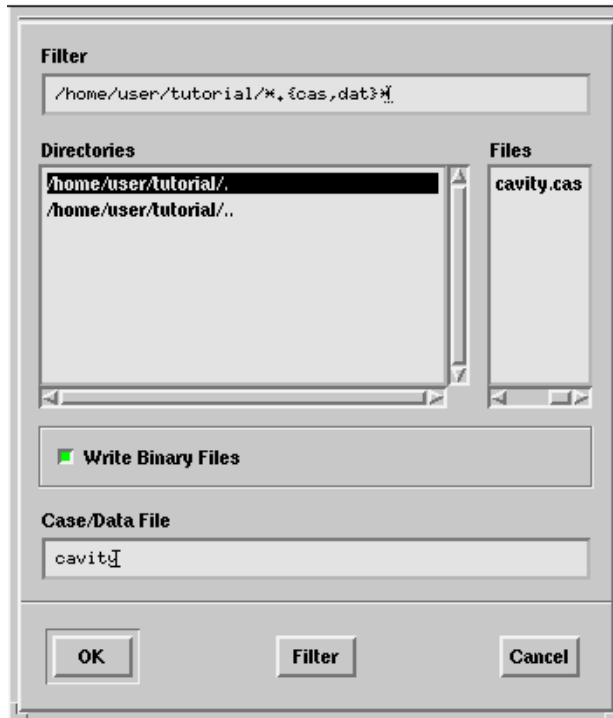 Filter
/home/user/tutorial/*.{cas,dat}*
Directories
/home/user/tutorial/.
/home/user/tutorial/..
Files
cavity.cas
Write Binary Files
Case/Data File
cavity
OK
Filter
Cancel